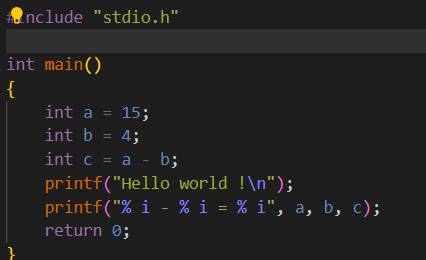 #include "stdio.h"
int main()
{
    int a = 15;
    int b = 4;
    int c = a - b;
    printf("Hello world !\n");
    printf("% i - % i = % i", a, b, c);
    return 0;
}